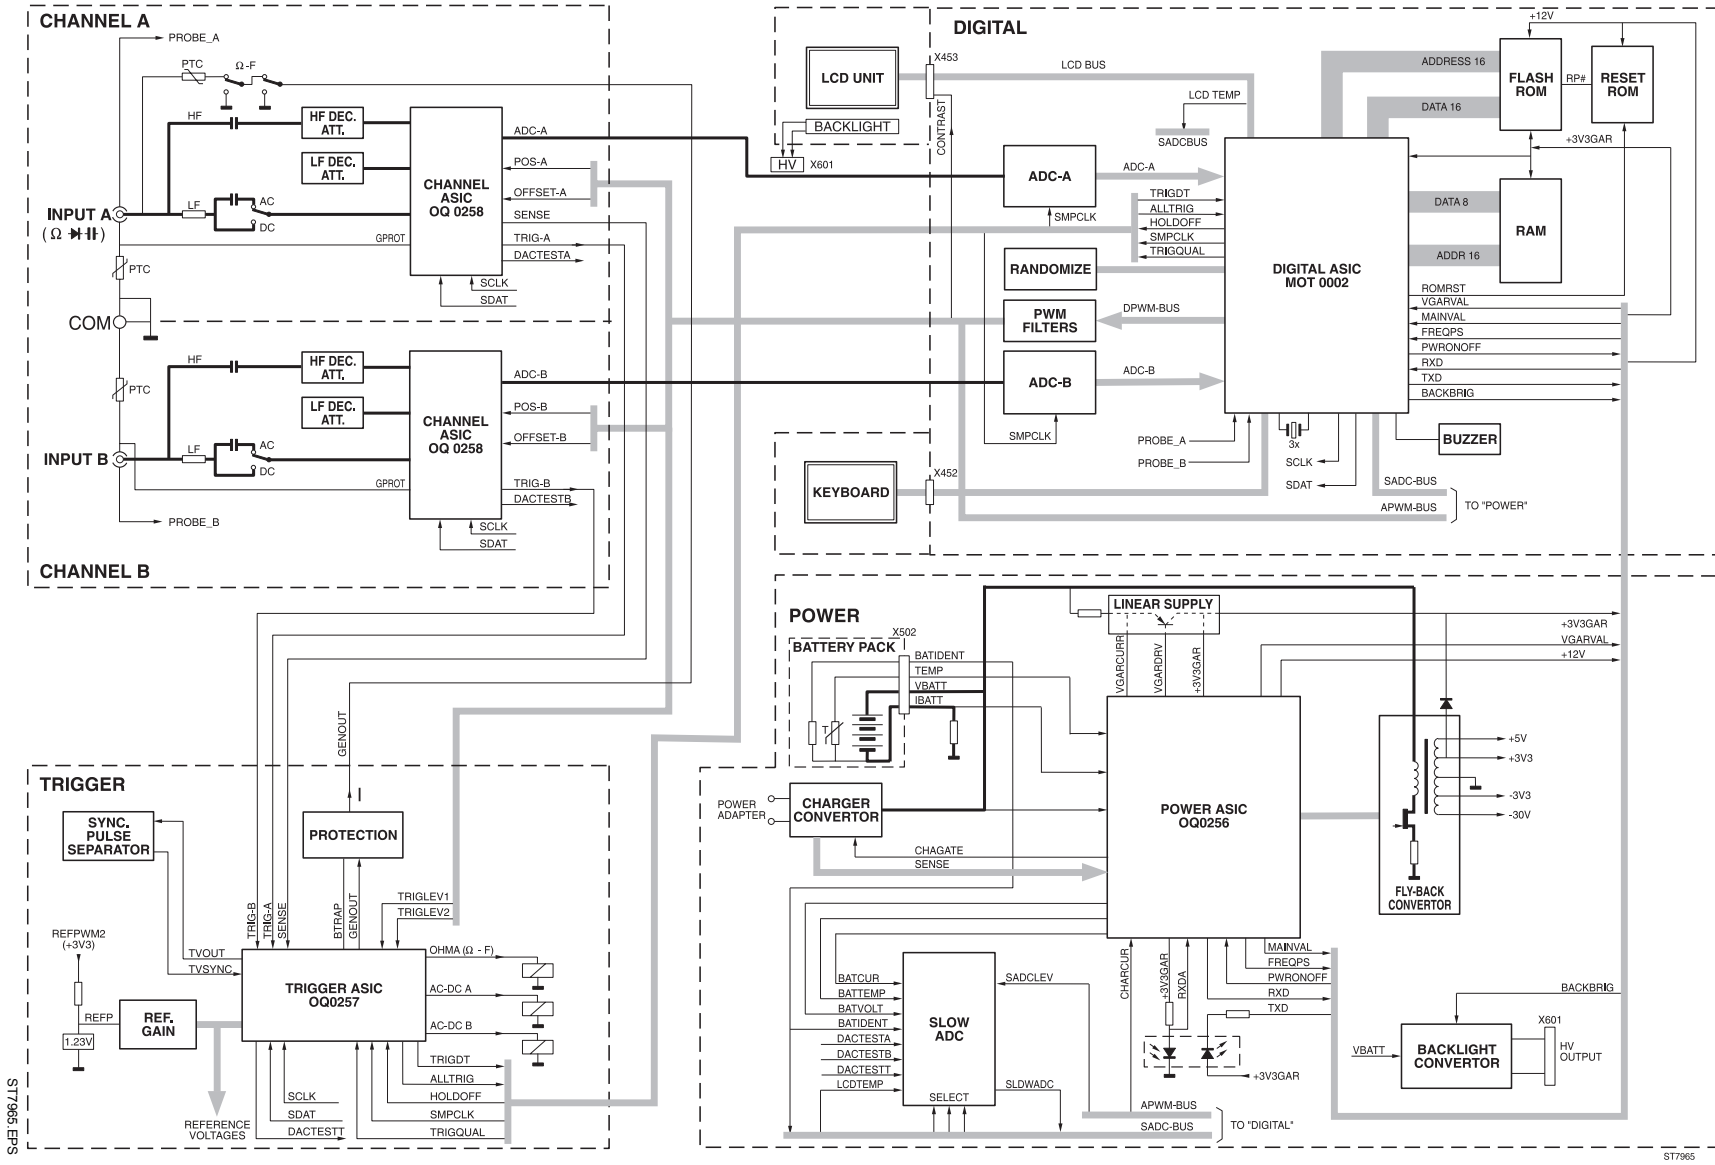 CHANNEL A
PROBE_A
PTC
Ω -F
HF
HF DEC.
ATT.
LF DEC.
ATT.
CHANNEL
ASIC
OQ 0258
ADC-A
POS-A
OFFSET-A
SENSE
TRIG-A
DACTESTA
SCLK
SDAT
LF
AC
DC
INPUT A
( Ω )
GPROT
PTC
COM
HF
HF DEC.
ATT.
LF DEC.
ATT.
CHANNEL
ASIC
OQ 0258
ADC-B
POS-B
OFFSET-B
TRIG-B
DACTESTB
SCLK
SDAT
PTC
LF
AC
DC
INPUT B
GPROT
PROBE_B
CHANNEL B
DIGITAL
LCD UNIT
BACKLIGHT
HV
X601
X453
CONTRAST
LCD BUS
LCD TEMP
SADCBUS
ADC-A
ADC-A
SMPCLK
TRIGDT
ALLTRIG
HOLDOFF
SMPCLK
TRIGQUAL
RANDOMIZE
PWM
FILTERS
DPWM-BUS
ADC-B
ADC-B
SMPCLK
DIGITAL ASIC
MOT 0002
+12V
ADDRESS 16
DATA 16
FLASH
ROM
RP#
RESET
ROM
+3V3GAR
DATA 8
ADDR 16
RAM
ROMRST
VGARVAL
MAINVAL
FREQPS
PWRONOFF
RXD
TXD
BACKBRIG
PROBE_A
PROBE_B
3x
SCLK
SDAT
BUZZER
SADC-BUS
APWM-BUS
TO "POWER"
KEYBOARD
X452
POWER
BATTERY PACK
X502
T
BATIDENT
TEMP
VBATT
IBATT
LINEAR SUPPLY
VGARCURR
VGARDRV
+3V3GAR
+3V3GAR
VGARVAL
+12V
POWER
ADAPTER
CHARGER
CONVERTOR
CHAGATE
SENSE
POWER ASIC
OQ0256
+5V
+3V3
-3V3
-30V
FLY-BACK
CONVERTOR
BATCUR
BATTEMP
BATVOLT
BATIDENT
DACTESTA
DACTESTB
DACTESTT
LCDTEMP
SLOW
ADC
SELECT
SADCLEV
SLDWADC
CHARCUR
+3V3GAR
RXDA
MAINVAL
FREQPS
PWRONOFF
RXD
TXD
+3V3GAR
APWM-BUS
SADC-BUS
TO "DIGITAL"
BACKBRIG
VBATT
BACKLIGHT
CONVERTOR
X601
HV
OUTPUT
TRIGGER
SYNC.
PULSE
SEPARATOR
GENOUT
I
PROTECTION
TRIG-B
TRIG-A
SENSE
BTRAP
GENOUT
TRIGLEV1
TRIGLEV2
REFPWM2
(+3V3)
TVOUT
TVSYNC
TRIGGER ASIC
OQ0257
OHMA (Ω - F)
AC-DC A
AC-DC B
REFP
1.23V
REF.
GAIN
REFERENCE
VOLTAGES
SCLK
SDAT
DACTESTT
TRIGDT
ALLTRIG
HOLDOFF
SMPCLK
TRIGQUAL
ST7965.EPS
ST7965